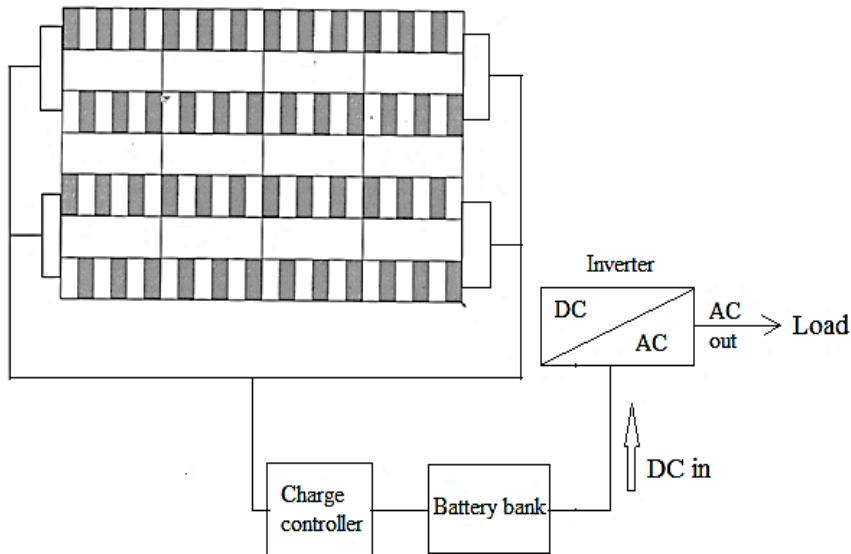 Inverter
DC
AC
AC
out
Load
DC in
Charge
controller
Battery bank